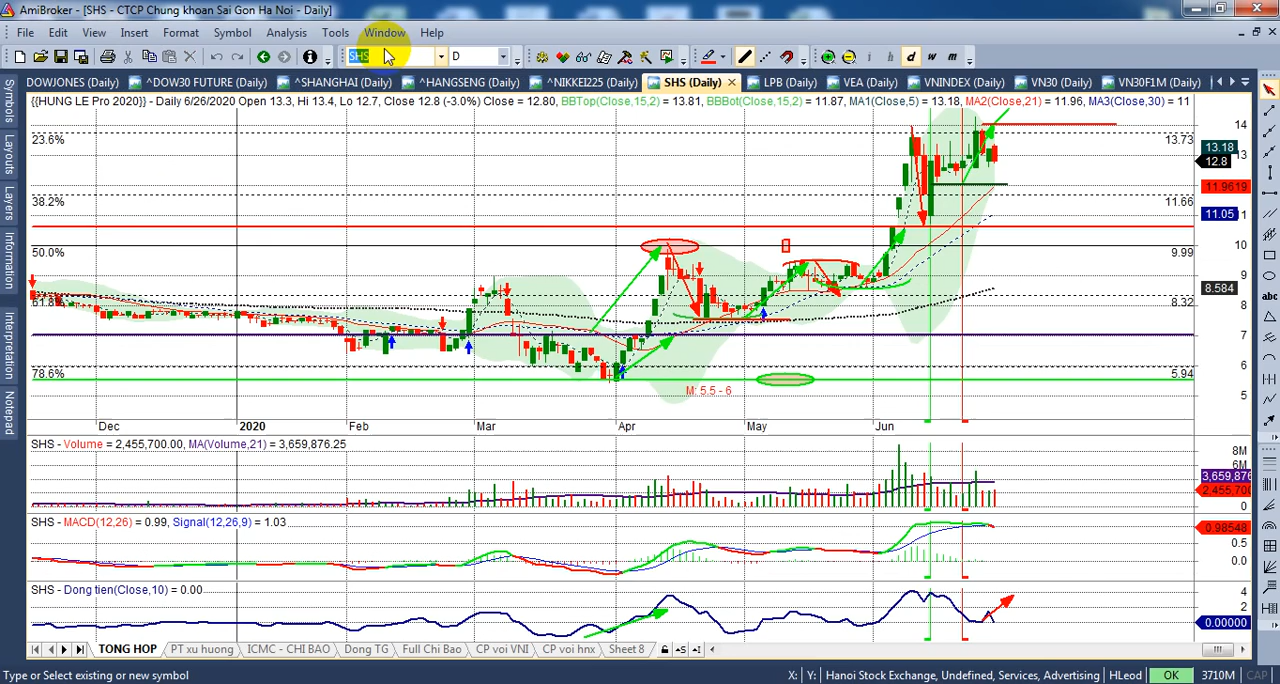 AmiBroker - [SHS - CTCP Chung khoan Sai Gon Ha Noi - Daily]
File Edit View Insert Format Symbol Analysis Tools Window Help
SHS D i d w m
DOWJONES (Daily) ^DOW30 FUTURE (Daily) ^SHANGHAI (Daily) ^HANGSENG (Daily) ^NIKKEI225 (Daily) SHS (Daily) LPB (Daily) VEA (Daily) VNINDEX (Daily) VN30 (Daily) VN30F1M (Daily)
{{HUNG LE Pro 2020}} - Daily 6/26/2020 Open 13.3, Hi 13.4, Lo 12.7, Close 12.8 (-3.0%) Close = 12.80, BBTop(Close,15,2) = 13.81, BBBot(Close,15,2) = 11.87, MA1(Close,5) = 13.18, MA2(Close,21) = 11.96, MA3(Close,30) = 11
Symbols
Layouts
Layers
Information
Interpretation
Notepad
abc
14
23.6% 13.73
13.18
13
12.8
11.9619
38.2% 11.66
11.05
10
50.0% 9.99
9
8.584
61.8% 8.32
8
7
6
78.6% 5.94
M: 5.5 - 6
5
Dec 2020 Feb Mar Apr May Jun
SHS - Volume = 2,455,700.00, MA(Volume,21) = 3,659,876.25
8M
6M
3,659,876
2,455,700
0
SHS - MACD(12,26) = 0.99, Signal(12,26,9) = 1.03
0.98548
0.5
0.0
SHS - Dong tien(Close,10) = 0.00
4
2
0.00000
TONG HOP PT xu huong ICMC - CHI BAO Dong TG Full Chi Bao CP voi VNI CP voi hnx Sheet 8
Type or Select existing or new symbol X: Y: Hanoi Stock Exchange, Undefined, Services, Advertising HLeod OK 3710M CAP